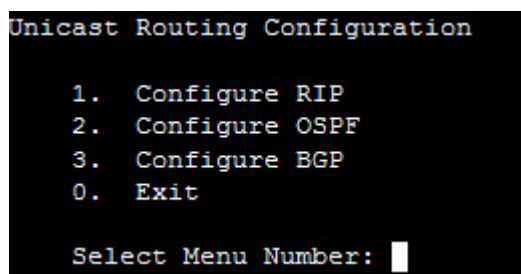 Unicast Routing Configuration
1. Configure RIP
2. Configure OSPF
3. Configure BGP
0. Exit
Select Menu Number: